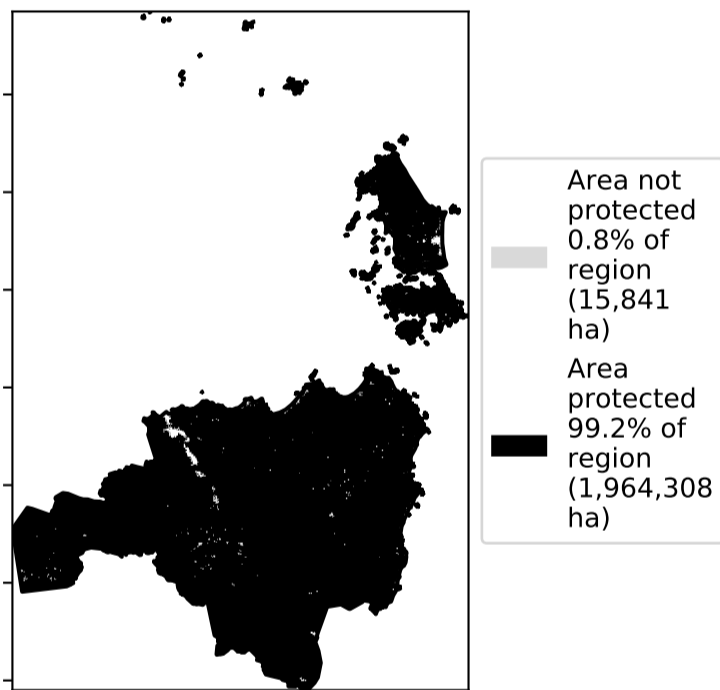 Area not
protected
0.8% of
region
(15,841
ha)
Area
protected
99.2% of
region
(1,964,308
ha)